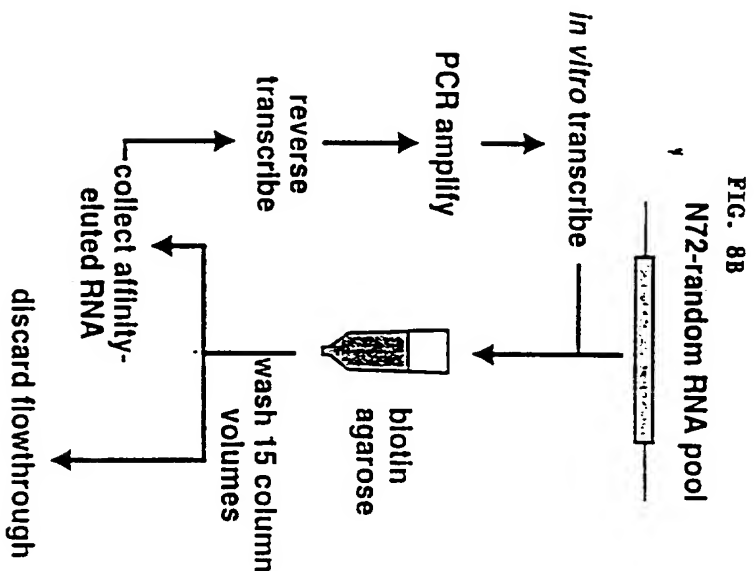 FIG. 8B
N72-random RNA pool
in vitro transcribe
PCR amplify
reverse
transcribe
collect affinity-
eluted RNA
biotin
agarose
wash 15 column
volumes
discard flowthrough